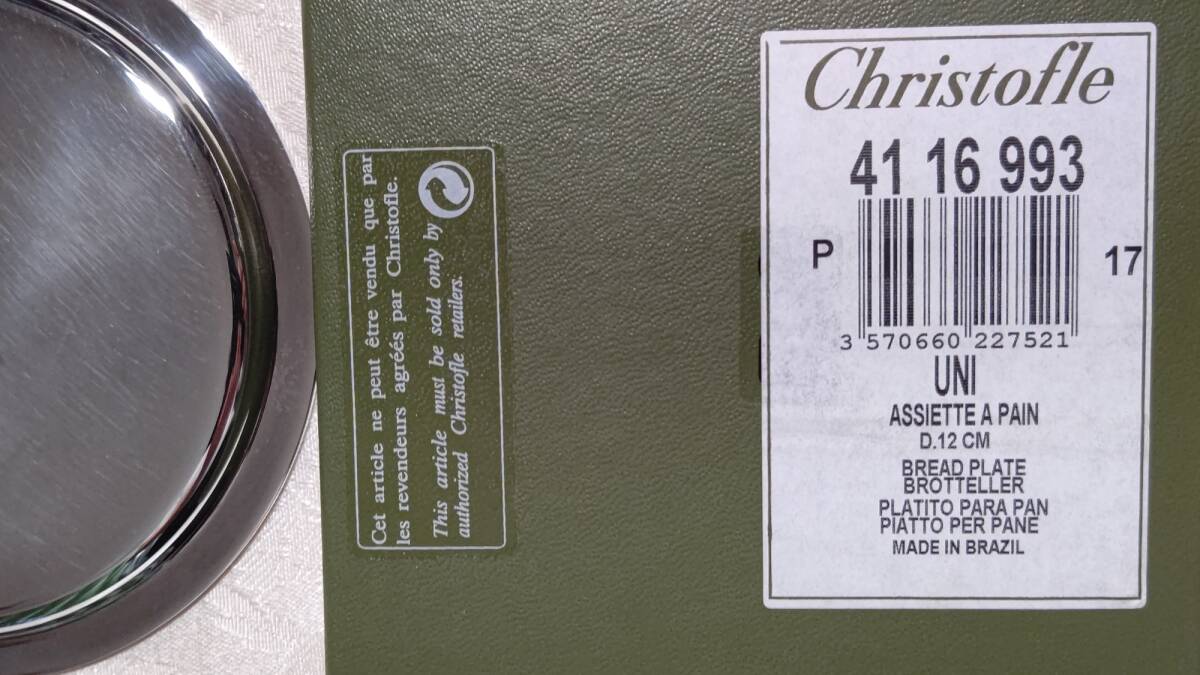 Cet article ne peut être vendu que par
les revendeurs agréés par Christofle.
This article must be sold only by
authorized Christofle retailers.
Christofle
41 16 993
P
17
3 570660 227521
UNI
ASSIETTE A PAIN
D.12 CM
BREAD PLATE
BROTTELLER
PLATITO PARA PAN
PIATTO PER PANE
MADE IN BRAZIL